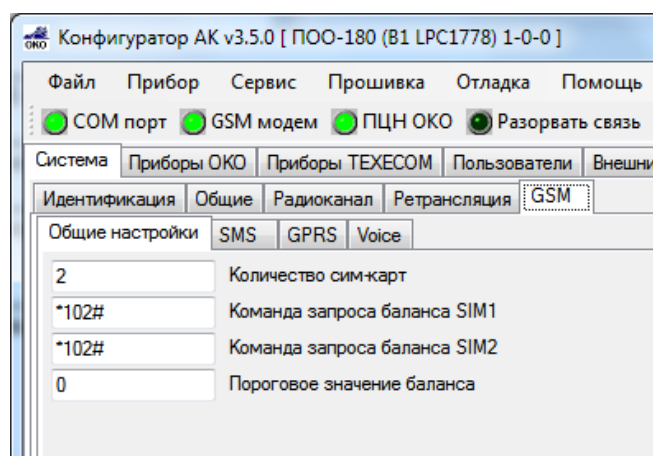 око Конфигуратор АК v3.5.0 [ ПОО-180 (B1 LPC1778) 1-0-0 ]
Файл Прибор Сервис Прошивка Отладка Помощь
COM порт GSM модем ПЦН ОКО Разорвать связь
Система Приборы ОКО Приборы TEXECOM Пользователи Внешни
Идентификация Общие Радиоканал Ретрансляция GSM
Общие настройки SMS GPRS Voice
2 Количество сим-карт
*102# Команда запроса баланса SIM1
*102# Команда запроса баланса SIM2
0 Пороговое значение баланса